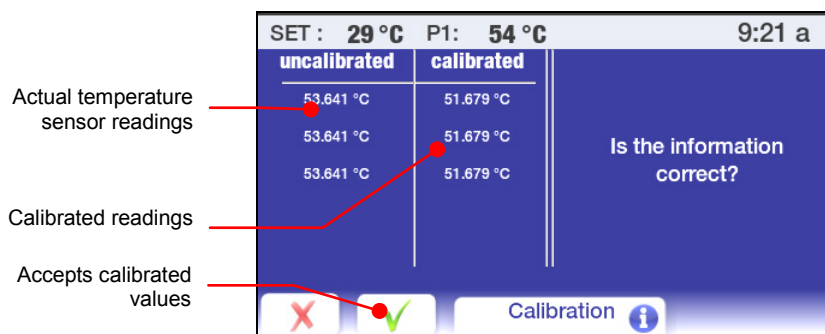 SET : 29 °C P1: 54 °C 9:21 a
uncalibrated calibrated
Actual temperature
sensor readings
53.641 °C 51.679 °C
53.641 °C 51.679 °C
53.641 °C 51.679 °C
Is the information
correct?
Calibrated readings
Accepts calibrated
values
Calibration i